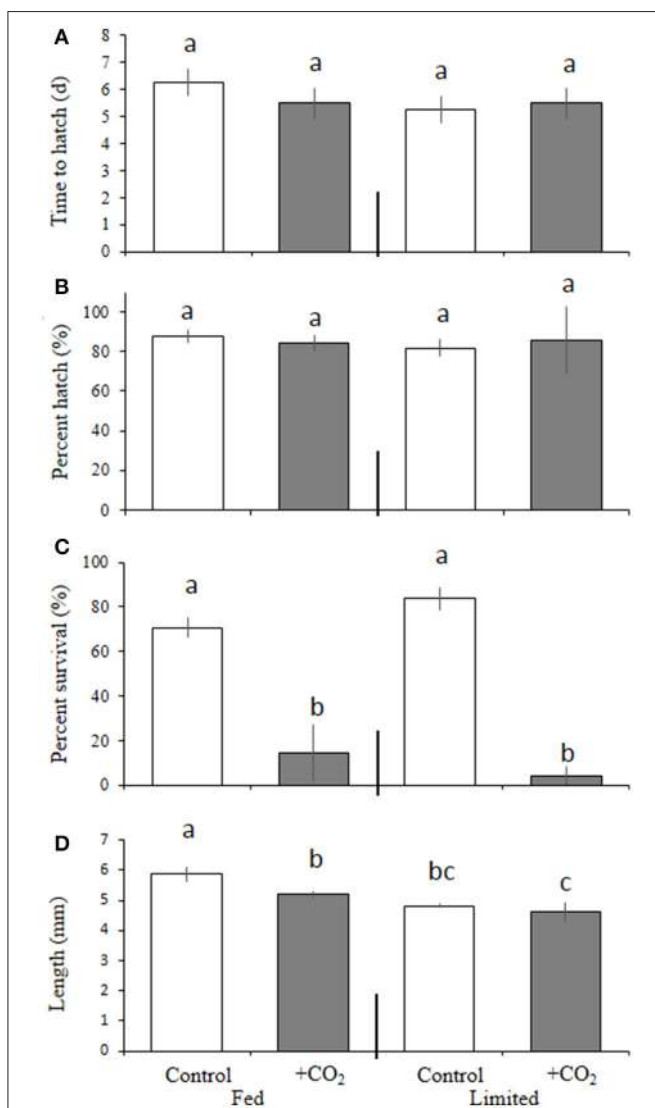 A
Time to hatch (d)
8
7
6
5
4
3
2
1
0
a a a a
B
Percent hatch (%)
100
80
60
40
20
0
a a a a
C
Percent survival (%)
100
80
60
40
20
0
a b a b
D
Length (mm)
7
6
5
4
3
2
1
0
a b bc c
Control +CO₂ Control +CO₂
Fed Limited